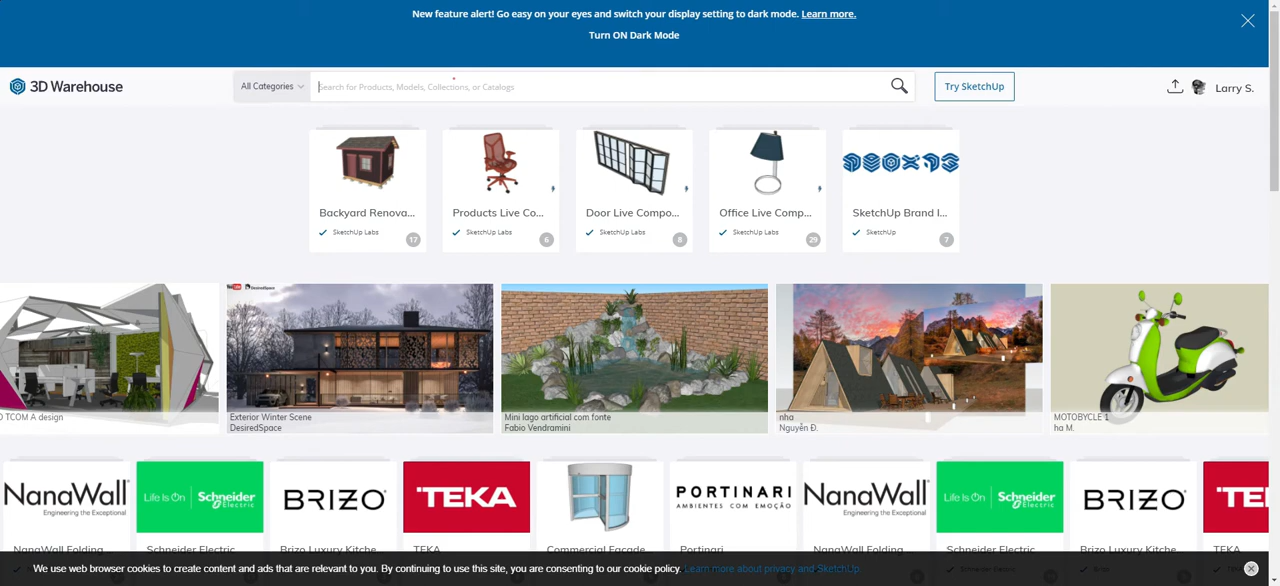 New feature alert! Go easy on your eyes and switch your display setting to dark mode. Learn more.
Turn ON Dark Mode
3D Warehouse
All Categories
Search for Products, Models, Collections, or Catalogs
Try SketchUp
Larry S.
Backyard Renova...
SketchUp Labs
17
Products Live Co...
SketchUp Labs
6
Door Live Compo...
SketchUp Labs
8
Office Live Comp...
SketchUp Labs
29
SketchUp Brand I...
SketchUp
7
TCOM A design
DesiredSpace
Exterior Winter Scene
DesiredSpace
Mini lago artificial com fonte
Fabio Vendramini
nha
Nguyễn Đ.
MOTOBYCLE 1
ha M.
NanaWall
Engineering the Exceptional
NanaWall Folding
Life Is On Schneider Electric
Schneider Electric
BRIZO
Brizo Luxury Kitche
TEKA
TEKA
Commercial Facade
PORTINARI
AMBIENTES COM EMOÇÃO
Portinari
NanaWall
Engineering the Exceptional
NanaWall Folding
Life Is On Schneider Electric
Schneider Electric
BRIZO
Brizo Luxury Kitche
TE
TEKA
We use web browser cookies to create content and ads that are relevant to you. By continuing to use this site, you are consenting to our cookie policy. Learn more about privacy and SketchUp.